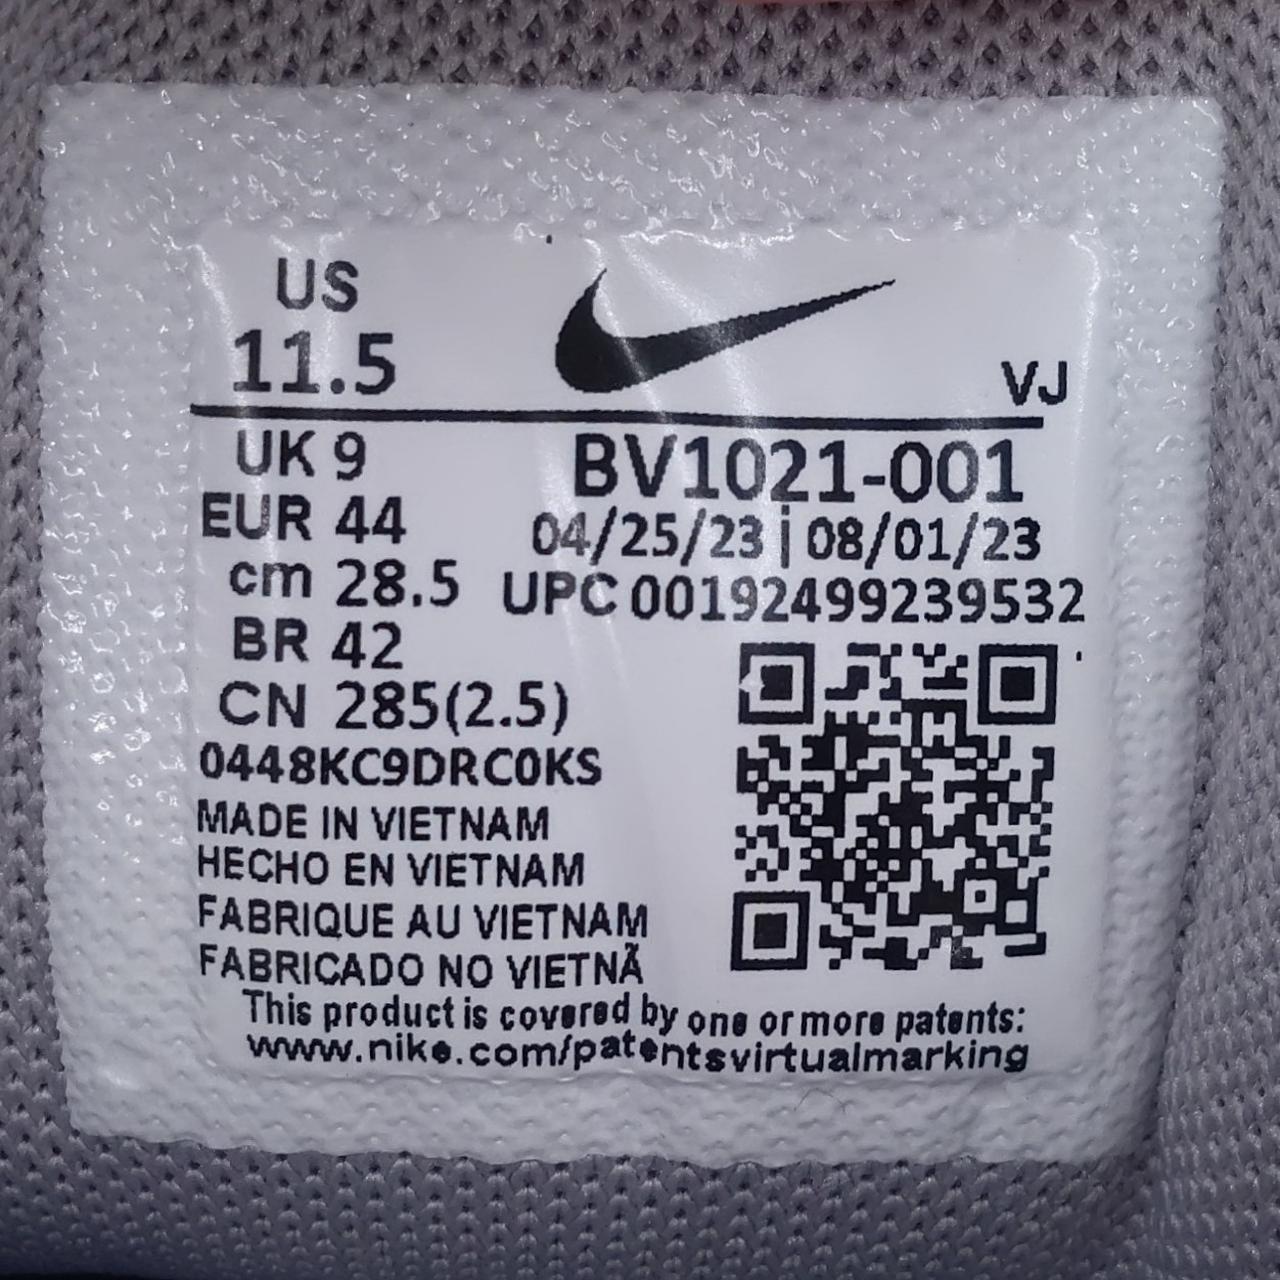 US
11.5
VJ
UK 9
BV1021-001
EUR 44
04/25/23 | 08/01/23
cm 28.5
UPC 00192499239532
BR 42
CN 285(2.5)
0448KC9DRC0KS
MADE IN VIETNAM
HECHO EN VIETNAM
FABRIQUE AU VIETNAM
FABRICADO NO VIETNÃ
This product is covered by one or more patents:
www.nike.com/patentsvirtualmarking